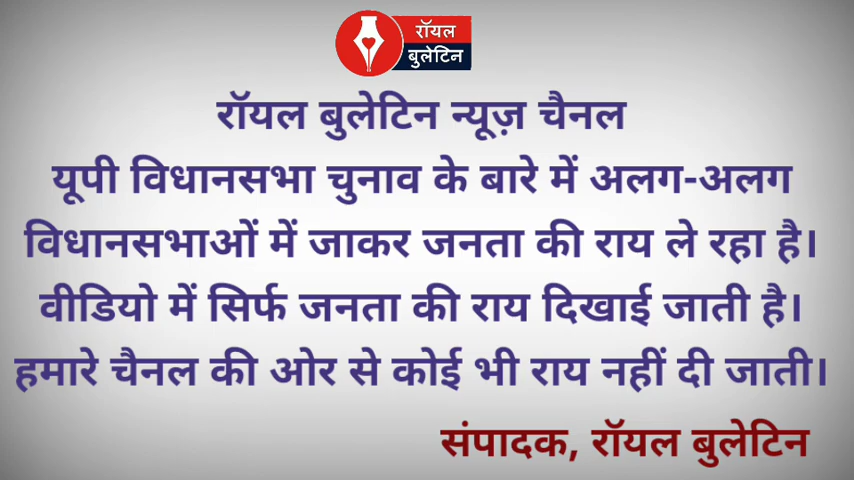 रॉयल
बुलेटिन
रॉयल बुलेटिन न्यूज़ चैनल
यूपी विधानसभा चुनाव के बारे में अलग-अलग
विधानसभाओं में जाकर जनता की राय ले रहा है।
वीडियो में सिर्फ जनता की राय दिखाई जाती है।
हमारे चैनल की ओर से कोई भी राय नहीं दी जाती।
संपादक, रॉयल बुलेटिन